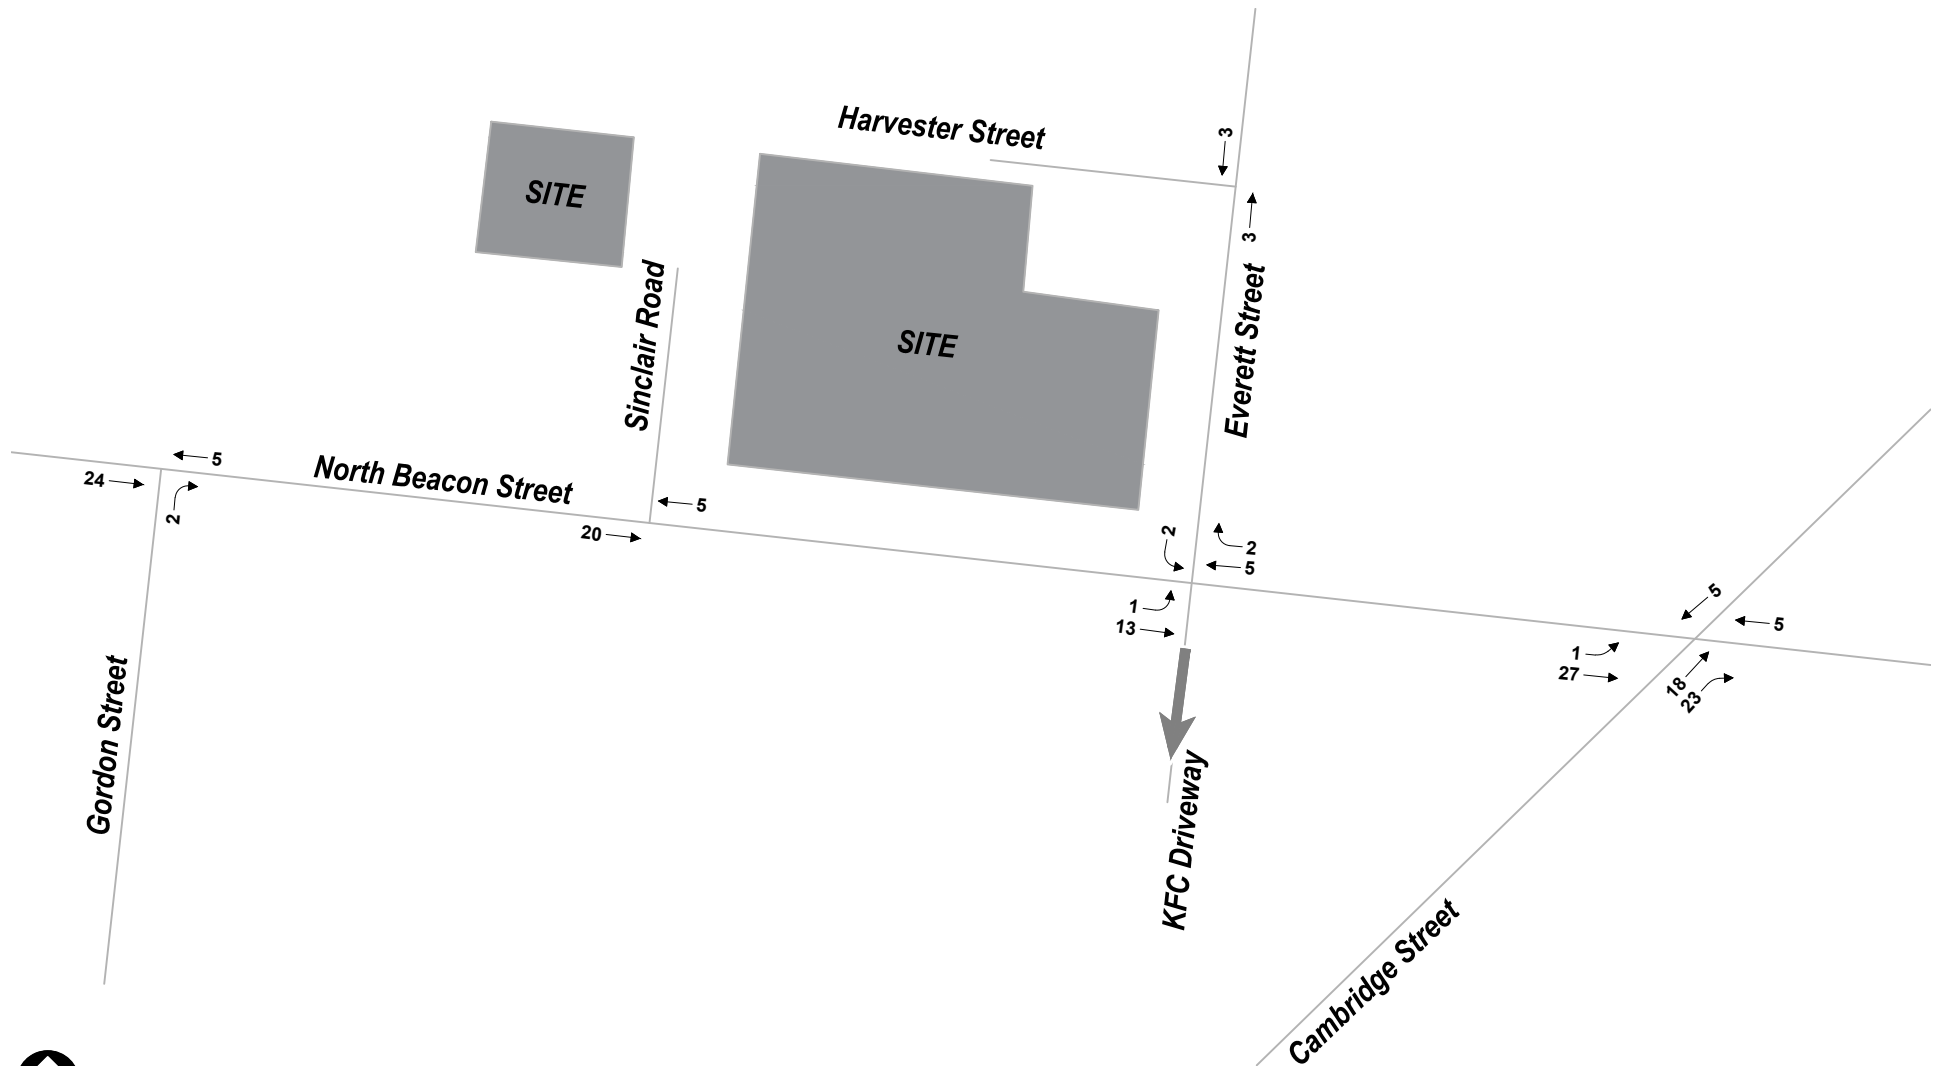 Harvester Street
3
SITE
3
Sinclair Road
Everett Street
SITE
5
24
North Beacon Street
2
5
20
2
2
5
1
13
5
5
1
27
18
23
Gordon Street
KFC Driveway
Cambridge Street